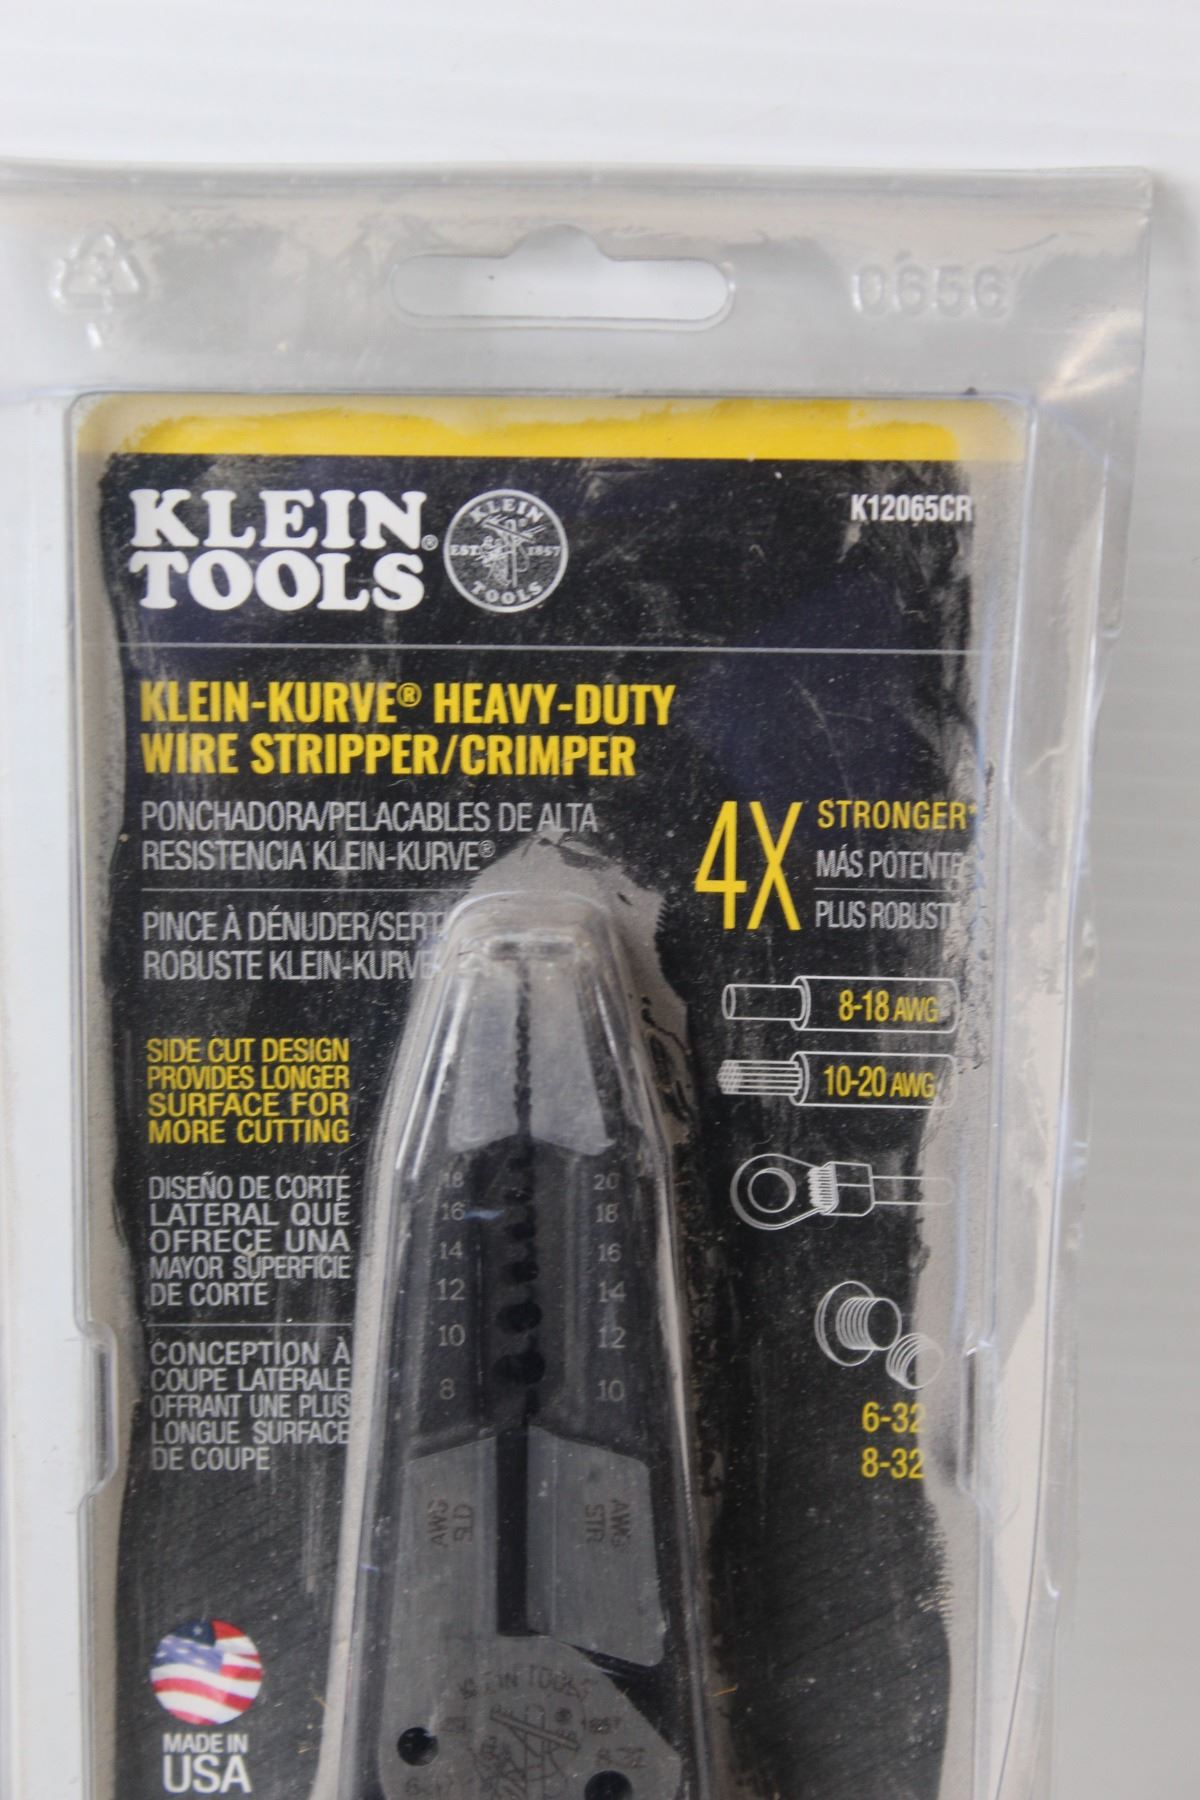 0656
KLEIN
TOOLS®
KLEIN
EST. 1857
TOOLS
K12065CR
KLEIN-KURVE® HEAVY-DUTY
WIRE STRIPPER/CRIMPER
PONCHADORA/PELACABLES DE ALTA
RESISTENCIA KLEIN-KURVE®
PINCE À DÉNUDER/SERT
ROBUSTE KLEIN-KURVE
4X STRONGER*
MÁS POTENTE
PLUS ROBUST
8-18 AWG
10-20 AWG
6-32
8-32
SIDE CUT DESIGN
PROVIDES LONGER
SURFACE FOR
MORE CUTTING
DISEÑO DE CORTE
LATERAL QUE
OFRECE UNA
MAYOR SUPERFICIE
DE CORTE
CONCEPTION À
COUPE LATÉRALE
OFFRANT UNE PLUS
LONGUE SURFACE
DE COUPE
18 20
16 18
14 16
12 14
10 12
8 10
AWG
SLD
AWG
STR
KLEIN TOOLS
® 1857
MADE IN
USA